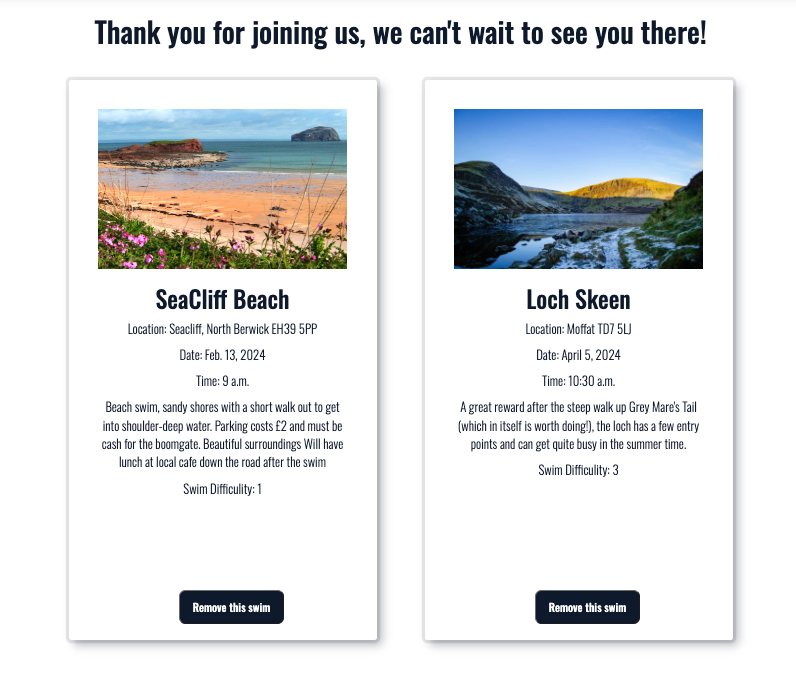 Thank you for joining us, we can't wait to see you there!
SeaCliff Beach
Location: Seacliff, North Berwick EH39 5PP
Date: Feb. 13, 2024
Time: 9 a.m.
Beach swim, sandy shores with a short walk out to get
into shoulder-deep water. Parking costs £2 and must be
cash for the boomgate. Beautiful surroundings Will have
lunch at local cafe down the road after the swim
Swim Difficulity: 1
Remove this swim
Loch Skeen
Location: Moffat TD7 5LJ
Date: April 5, 2024
Time: 10:30 a.m.
A great reward after the steep walk up Grey Mare's Tail
(which in itself is worth doing!), the loch has a few entry
points and can get quite busy in the summer time.
Swim Difficulity: 3
Remove this swim